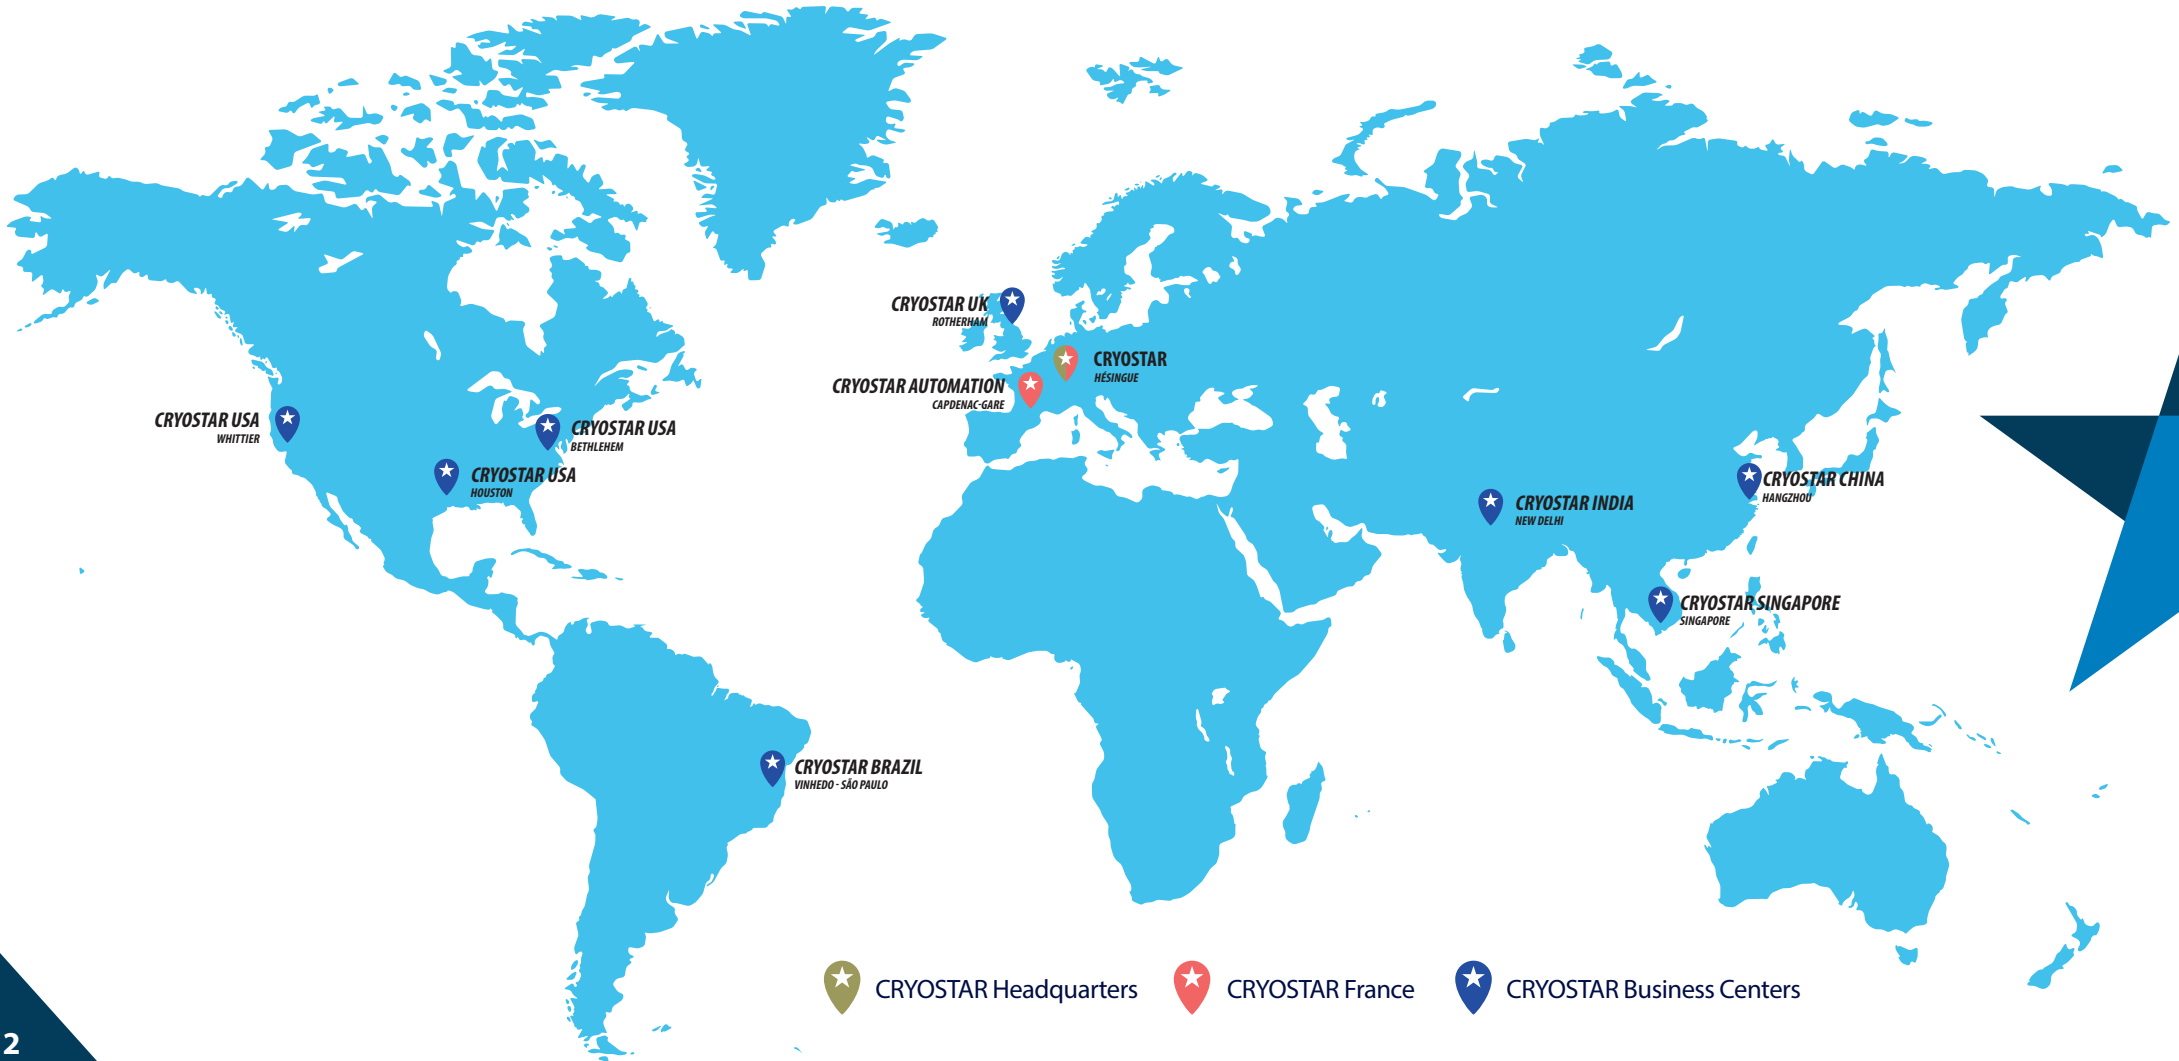 CRYOSTAR UK
ROTHERHAM
CRYOSTAR
HÉSINGUE
CRYOSTAR AUTOMATION
CAPDENAC-GARE
CRYOSTAR USA
WHITTIER
CRYOSTAR USA
BETHLEHEM
CRYOSTAR USA
HOUSTON
CRYOSTAR CHINA
HANGZHOU
CRYOSTAR INDIA
NEW DELHI
CRYOSTAR SINGAPORE
SINGAPORE
CRYOSTAR BRAZIL
VINHEDO - SÃO PAULO
CRYOSTAR Headquarters
CRYOSTAR France
CRYOSTAR Business Centers
2